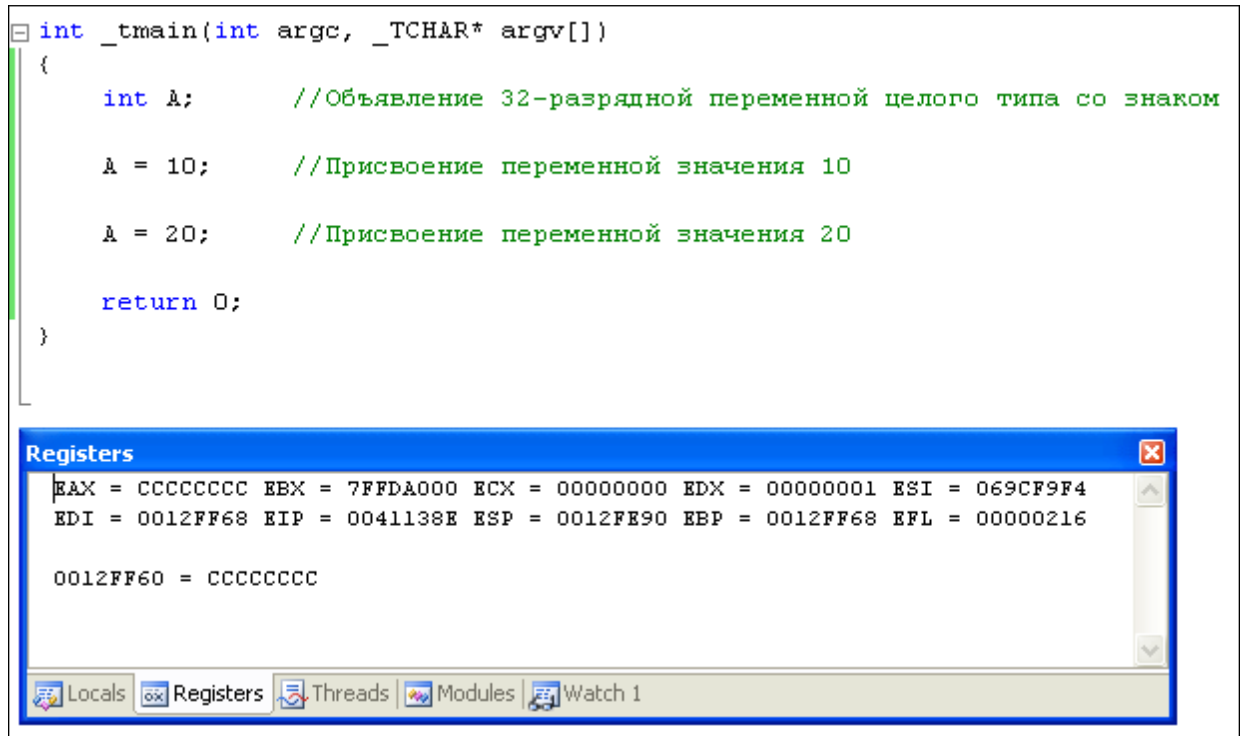 int _tmain(int argc, _TCHAR* argv[])
{
int A; //Объявление 32-разрядной переменной целого типа со знаком
A = 10; //Присвоение переменной значения 10
A = 20; //Присвоение переменной значения 20
return 0;
}
Registers
EAX = CCCCCCCC EBX = 7FFDA000 ECX = 00000000 EDX = 00000001 ESI = 069CF9F4
EDI = 0012FF68 EIP = 0041138E ESP = 0012FE90 EBP = 0012FF68 EFL = 00000216
0012FF60 = CCCCCCCC
Locals Registers Threads Modules Watch 1